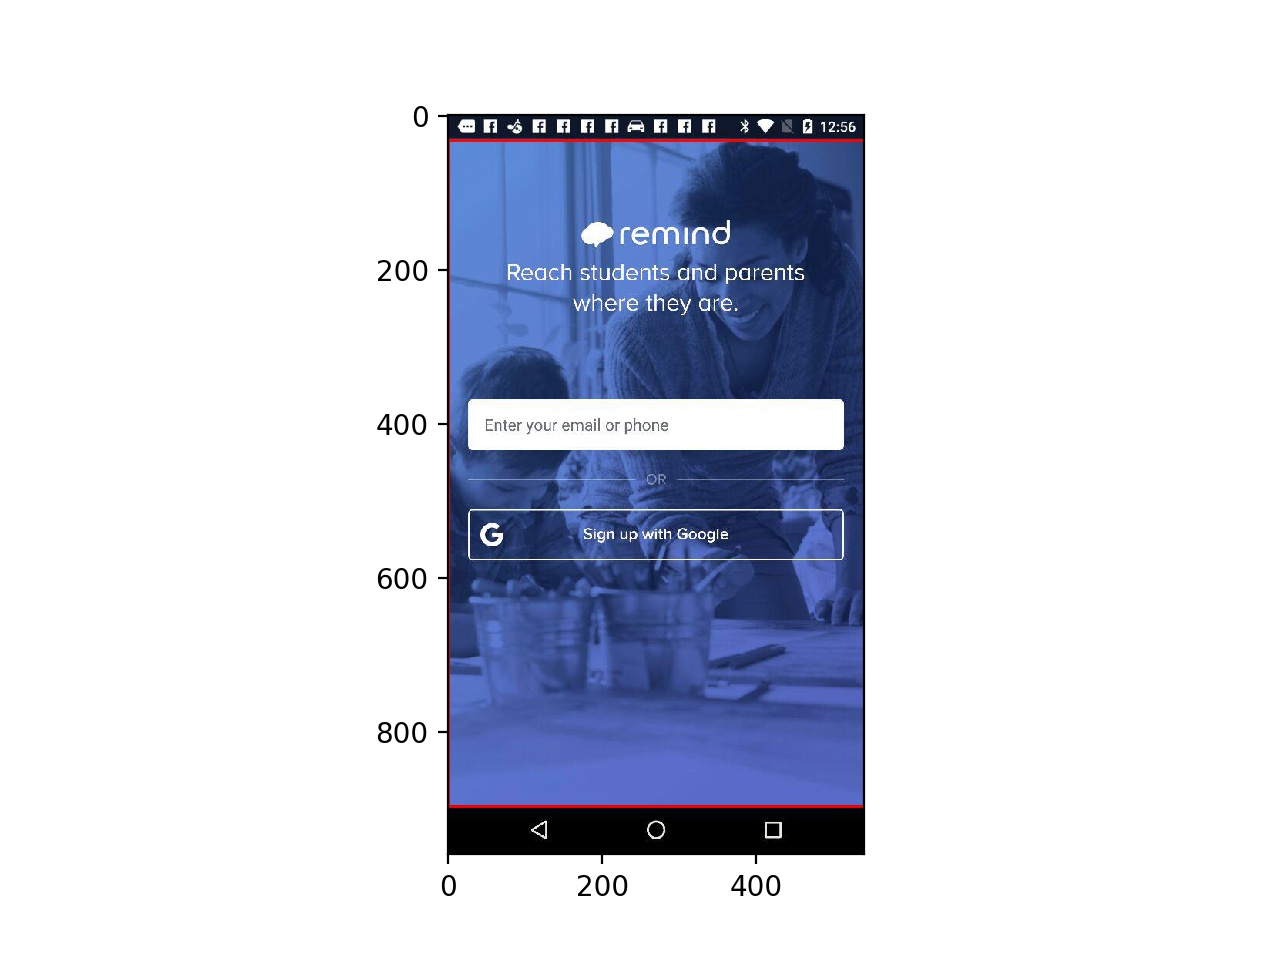 0
12:56
remind
200
Reach students and parents
where they are.
400
Enter your email or phone
OR
Sign up with Google
600
800
0 200 400